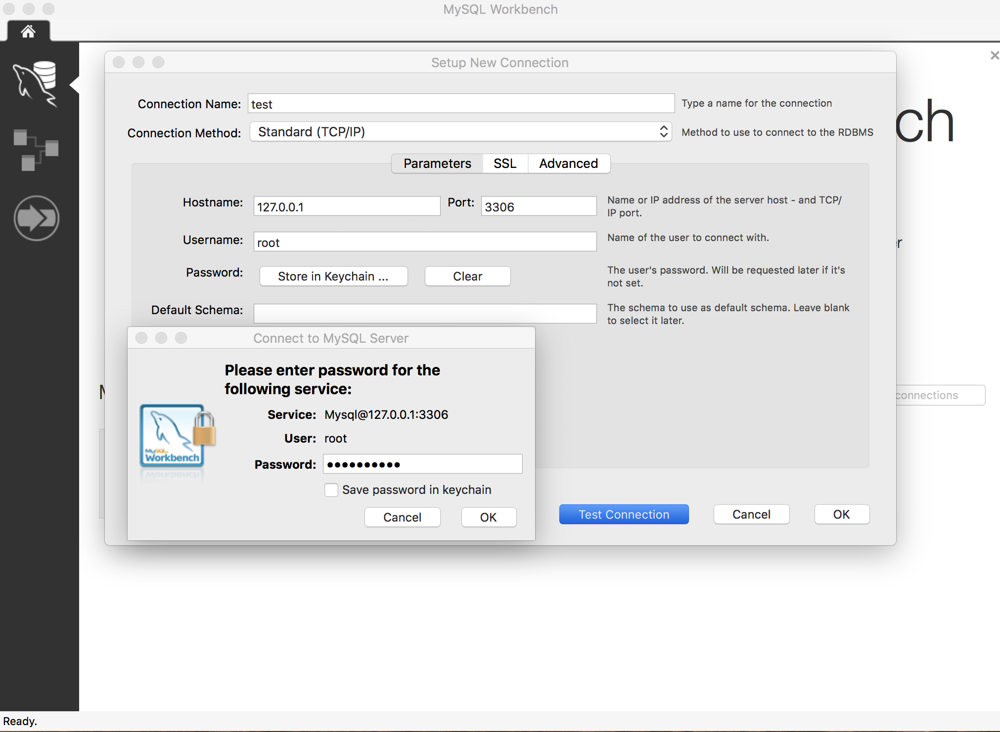 MySQL Workbench
Setup New Connection
ch
Connection Name: test Type a name for the connection
Connection Method: Standard (TCP/IP) Method to use to connect to the RDBMS
Parameters SSL Advanced
Hostname: 127.0.0.1 Port: 3306 Name or IP address of the server host - and TCP/
IP port.
Username: root Name of the user to connect with.
r
Password: Store in Keychain ... Clear The user's password. Will be requested later if it's
not set.
Default Schema: The schema to use as default schema. Leave blank
to select it later.
Connect to MySQL Server
Please enter password for the
following service:
connections
Service: Mysql@127.0.0.1:3306
User: root
MySQL
Workbench
Password: ●●●●●●●●●●
Save password in keychain
Cancel OK
Test Connection Cancel OK
Ready.